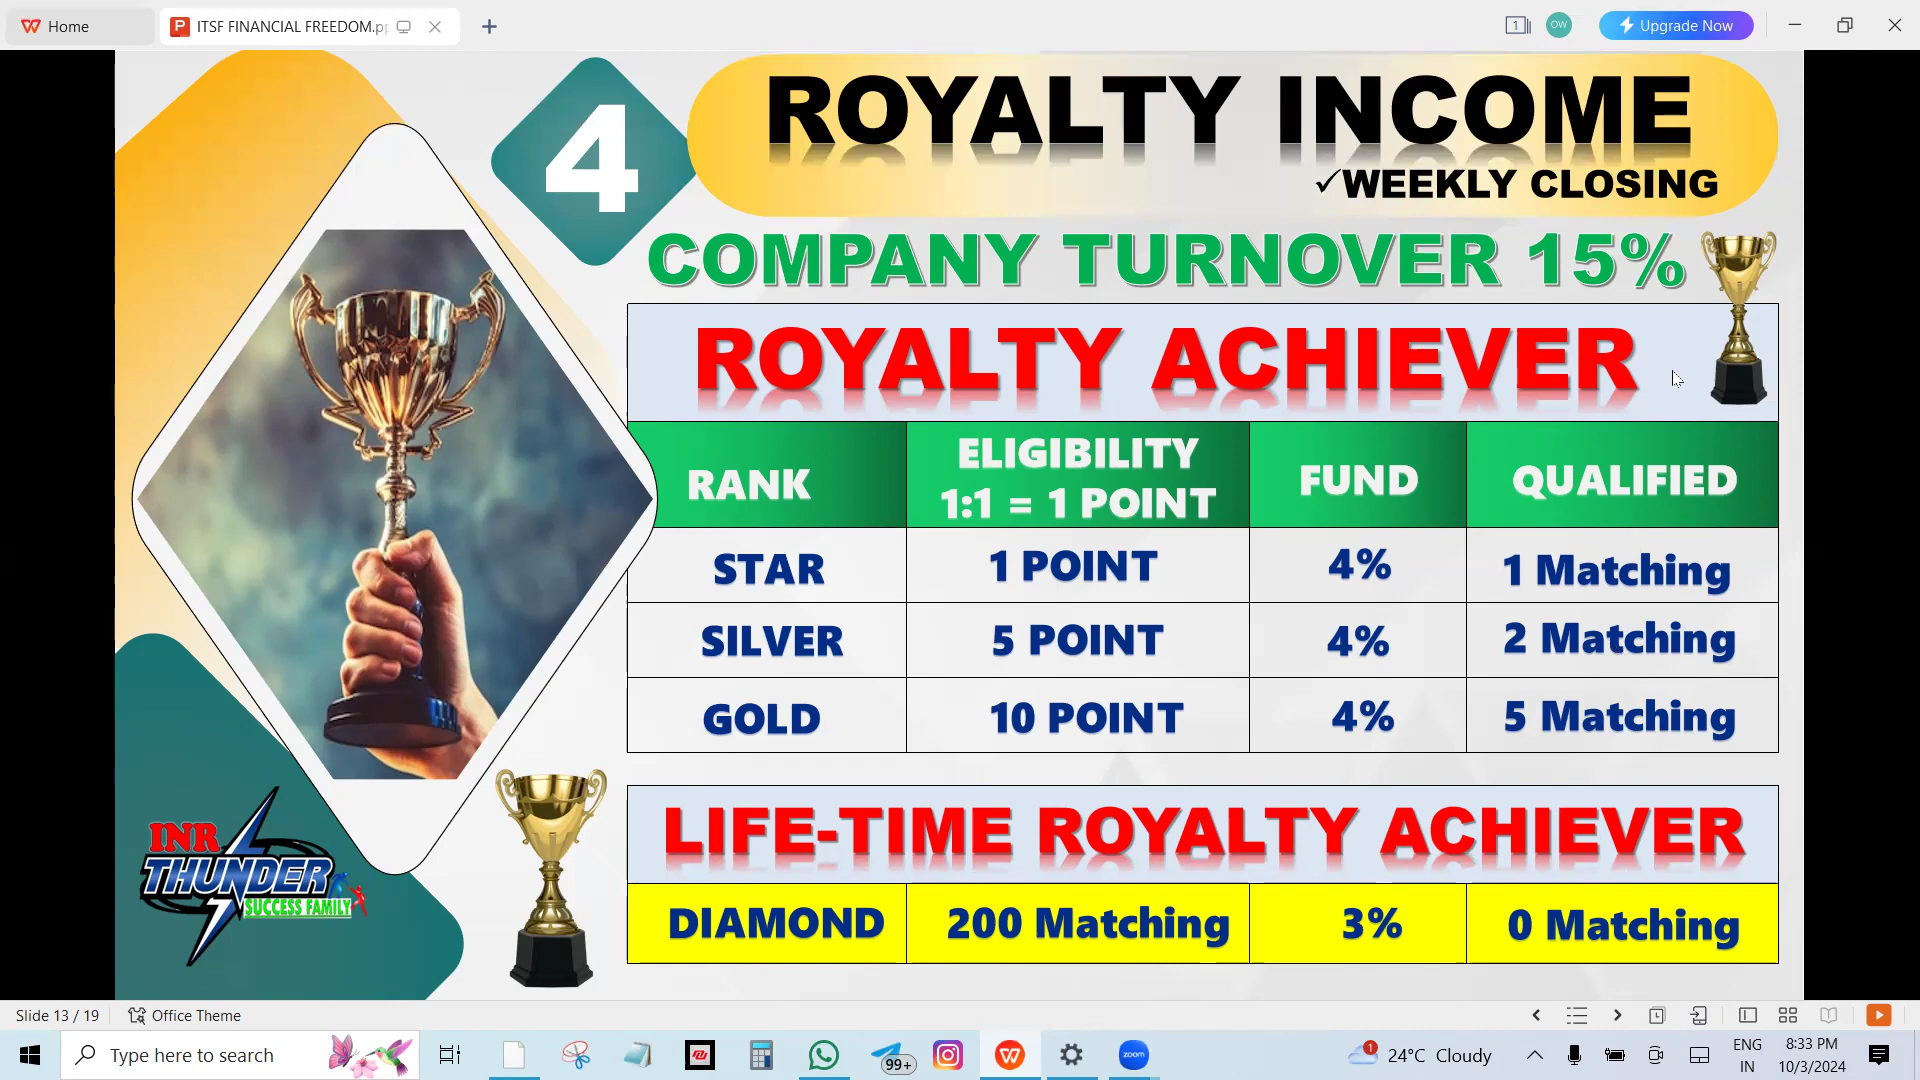 Home
ITSF FINANCIAL FREEDOM.p
1
OW
Upgrade Now
4
ROYALTY INCOME
✓WEEKLY CLOSING
COMPANY TURNOVER 15%
ROYALTY ACHIEVER
RANK ELIGIBILITY 1:1 = 1 POINT FUND QUALIFIED
STAR 1 POINT 4% 1 Matching
SILVER 5 POINT 4% 2 Matching
GOLD 10 POINT 4% 5 Matching
LIFE-TIME ROYALTY ACHIEVER
DIAMOND 200 Matching 3% 0 Matching
INR
THUNDER
SUCCESS FAMILY
Slide 13 / 19 Office Theme
Type here to search
99+
zoom
1
24°C Cloudy
ENG
IN
8:33 PM
10/3/2024